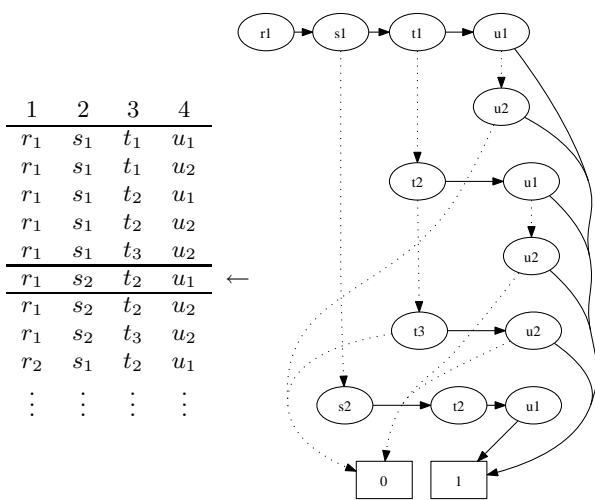 1 2 3 4
r₁ s₁ t₁ u₁
r₁ s₁ t₁ u₂
r₁ s₁ t₂ u₁
r₁ s₁ t₂ u₂
r₁ s₁ t₃ u₂
r₁ s₂ t₂ u₁ ←
r₁ s₂ t₂ u₂
r₁ s₂ t₃ u₂
r₂ s₁ t₂ u₁
⋮ ⋮ ⋮ ⋮
r1 s1 t1 u1
u2
t2 u1
u2
t3 u2
s2 t2 u1
0 1